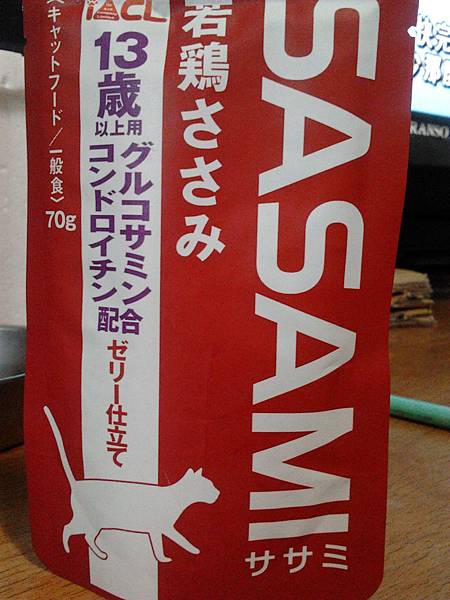 SASAMI
ササミ
若鶏ささみ
13歳
以上用
グルコサミン
コンドロイチン
配合
ゼリー仕立て
〈キャットフード/一般食〉
70g
RANSO